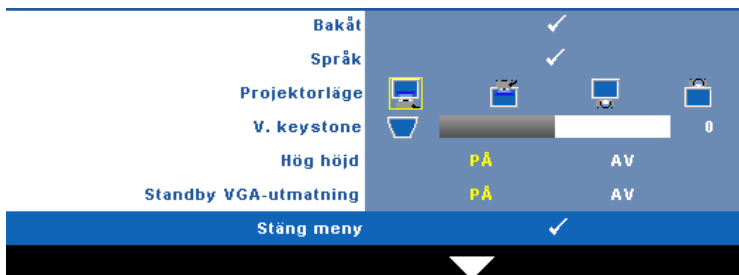 Bakåt
Språk
Projektorläge
V. keystone 0
Hög höjd PÅ AV
Standby VGA-utmatning PÅ AV
Stäng meny